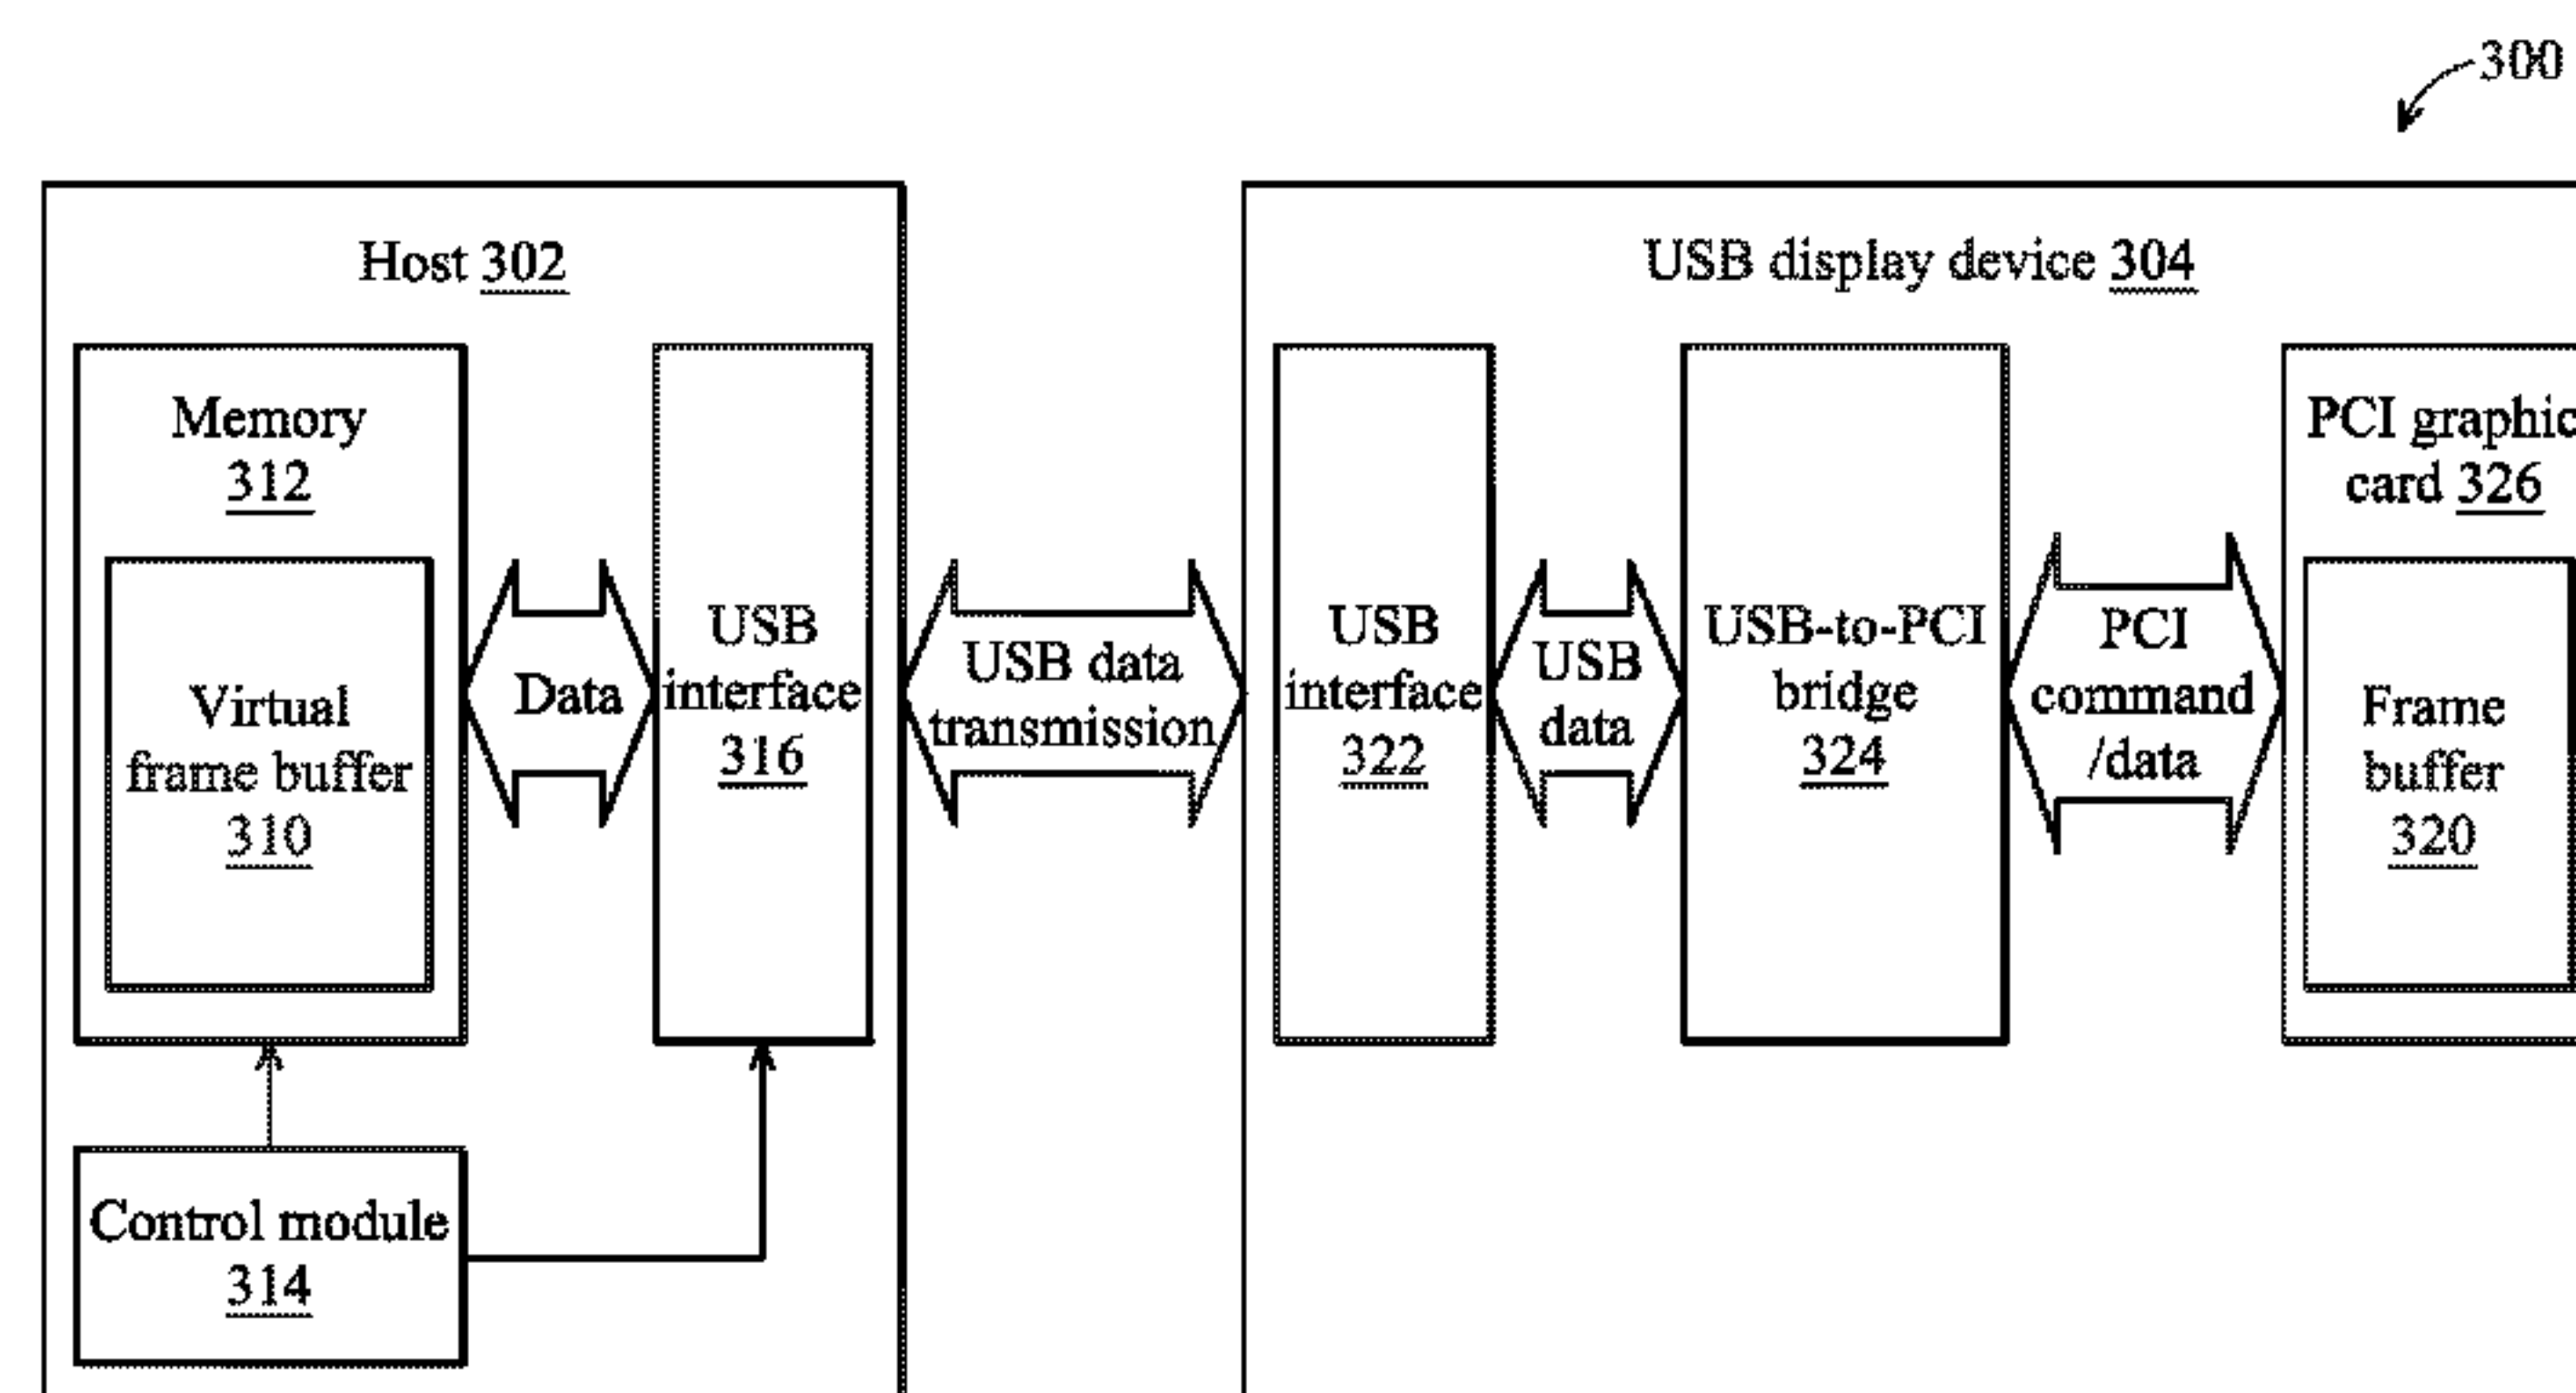 300
Host 302
USB display device 304
Memory
312
Virtual
frame buffer
310
Data
USB
interface
316
USB data
transmission
USB
interface
322
USB
data
USB-to-PCI
bridge
324
PCI
command
/data
PCI graphic
card 326
Frame
buffer
320
Control module
314